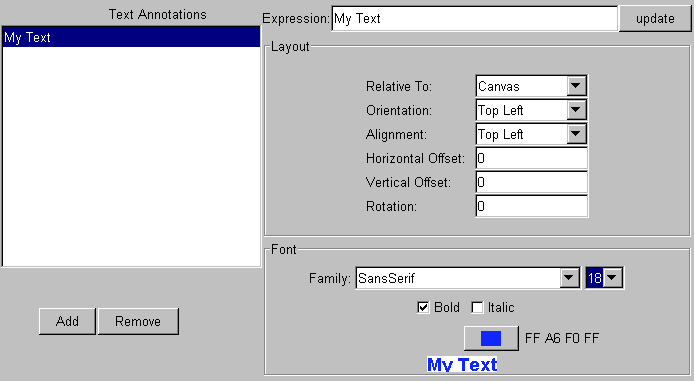 Text Annotations
My Text
Add Remove
Expression: My Text update
Layout
Relative To: Canvas
Orientation: Top Left
Alignment: Top Left
Horizontal Offset: 0
Vertical Offset: 0
Rotation: 0
Font
Family: SansSerif 18
Bold Italic
FF A6 F0 FF
My Text